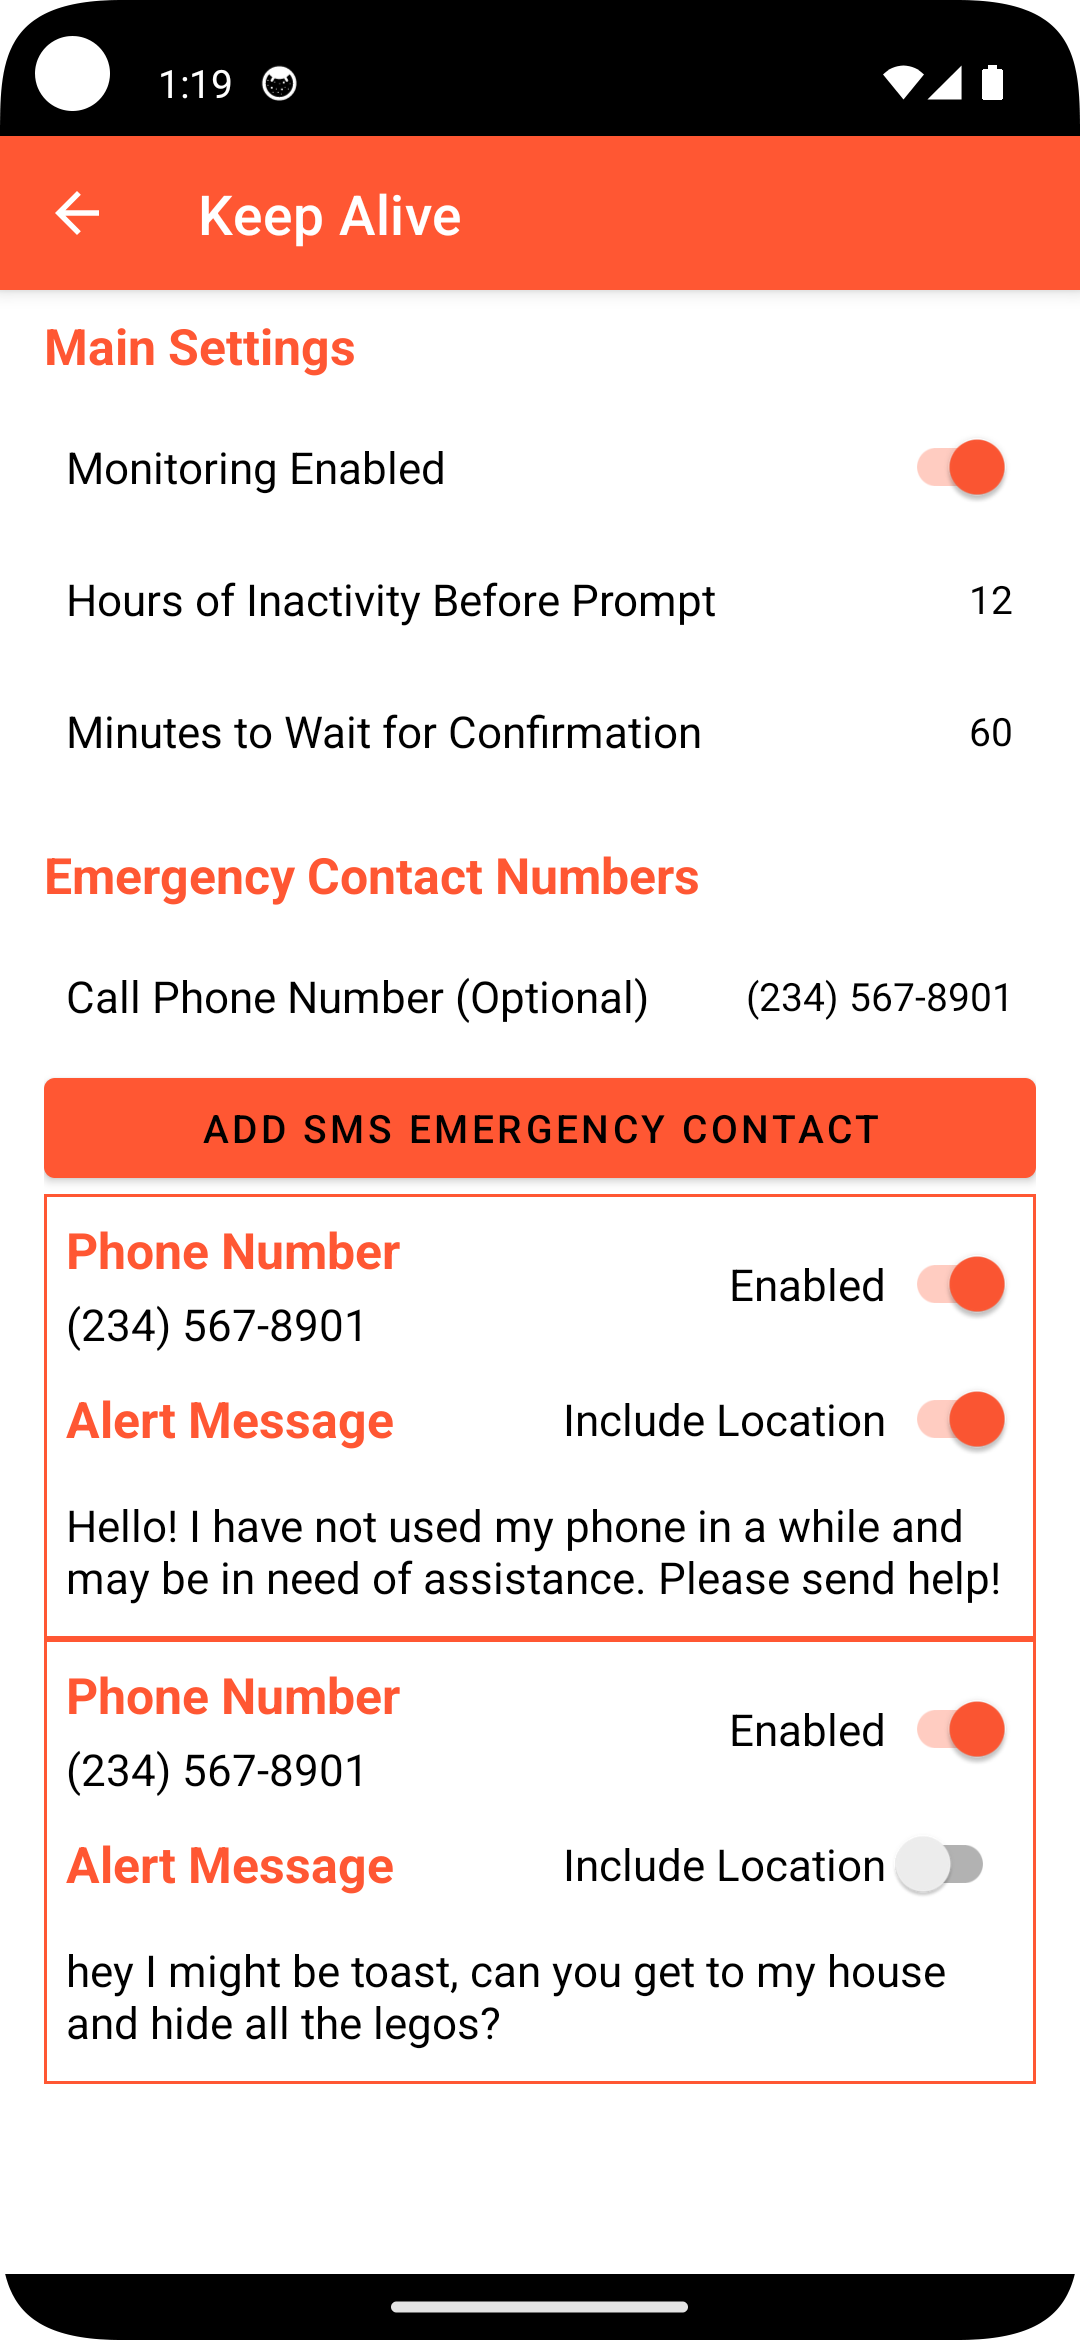 1:19
Keep Alive
Main Settings
Monitoring Enabled
Hours of Inactivity Before Prompt 12
Minutes to Wait for Confirmation 60
Emergency Contact Numbers
Call Phone Number (Optional) (234) 567-8901
ADD SMS EMERGENCY CONTACT
Phone Number
Enabled
(234) 567-8901
Alert Message Include Location
Hello! I have not used my phone in a while and
may be in need of assistance. Please send help!
Phone Number
Enabled
(234) 567-8901
Alert Message Include Location
hey I might be toast, can you get to my house
and hide all the legos?